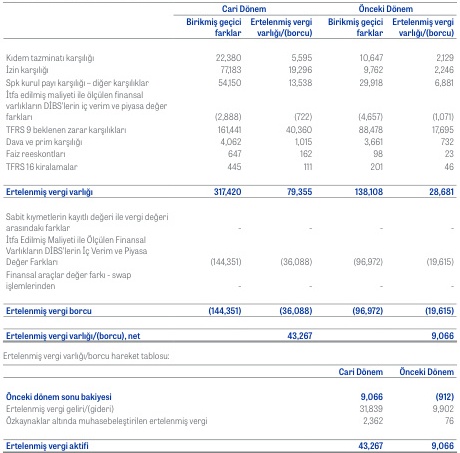 Cari Dönem Önceki Dönem
Birikmiş geçici Ertelenmiş vergi Birikmiş geçici Ertelenmiş vergi
farklar varlığı/(borcu) farklar varlığı/(borcu)
Kıdem tazminatı karşılığı 22,380 5,595 10,647 2,129
İzin karşılığı 77,183 19,296 9,762 2,246
Spk kurul payı karşılığı – diğer karşılıklar 54,150 13,538 29,918 6,881
İtfa edilmiş maliyeti ile ölçülen finansal
varlıkların DİBS'lerin iç verim ve piyasa değer
farkları (2,888) (722) (4,657) (1,071)
TFRS 9 beklenen zarar karşılıkları 161,441 40,360 88,478 17,695
Dava ve prim karşılığı 4,062 1,015 3,661 732
Faiz reeskontları 647 162 98 23
TFRS 16 kiralamalar 445 111 201 46
Ertelenmiş vergi varlığı 317,420 79,355 138,108 28,681
Sabit kıymetlerin kayıtlı değeri ile vergi değeri
arasındaki farklar - - - -
İtfa Edilmiş Maliyeti ile Ölçülen Finansal
Varlıkların DİBS'lerin İç Verim ve Piyasa
Değer Farkları (144,351) (36,088) (96,972) (19,615)
Finansal araçlar değer farkı - swap
işlemlerinden - - - -
Ertelenmiş vergi borcu (144,351) (36,088) (96,972) (19,615)
Ertelenmiş vergi varlığı/(borcu), net 43,267 9,066
Ertelenmiş vergi varlığı/borcu hareket tablosu:
Cari Dönem Önceki Dönem
Önceki dönem sonu bakiyesi 9,066 (912)
Ertelenmiş vergi geliri/(gideri) 31,839 9,902
Özkaynaklar altında muhasebeleştirilen ertelenmiş vergi 2,362 76
Ertelenmiş vergi aktifi 43,267 9,066